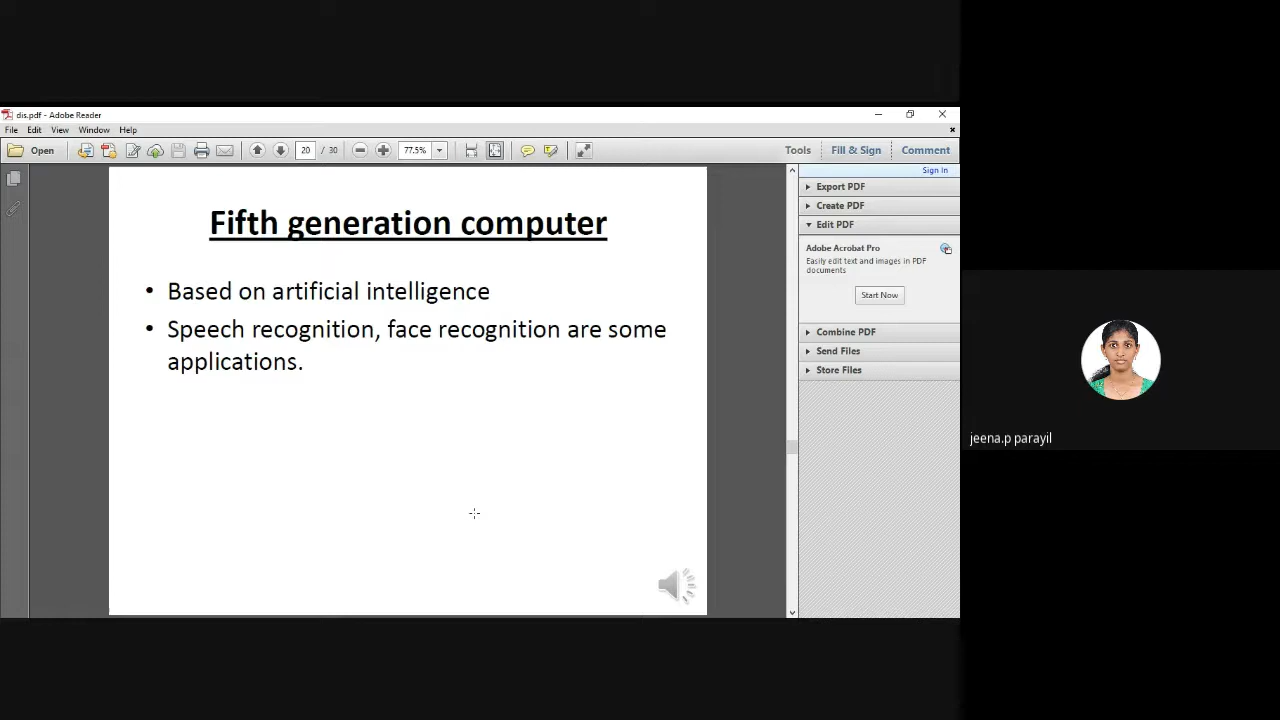 dis.pdf - Adobe Reader
File Edit View Window Help
Open 20 / 30 77.5% Tools Fill & Sign Comment
Sign In
Export PDF
Create PDF
Edit PDF
Adobe Acrobat Pro
Easily edit text and images in PDF
documents
Start Now
Combine PDF
Send Files
Store Files
Fifth generation computer
• Based on artificial intelligence
• Speech recognition, face recognition are some
applications.
jeena.p parayil